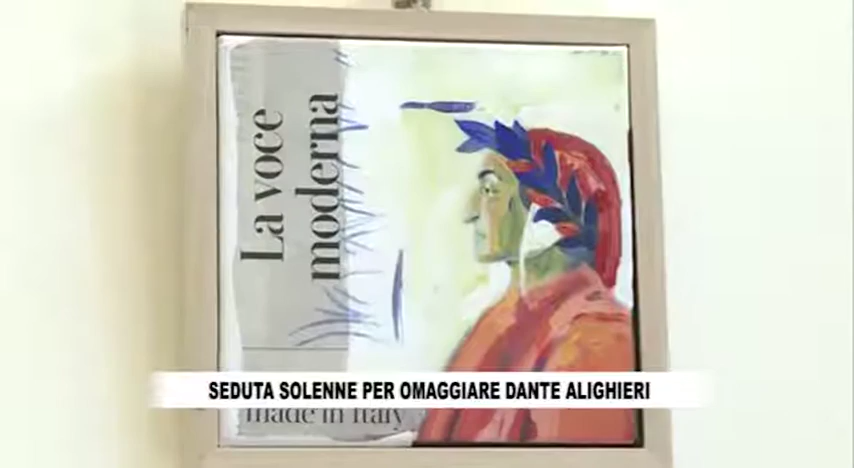 La voce
moderna
made in Italy
SEDUTA SOLENNE PER OMAGGIARE DANTE ALIGHIERI